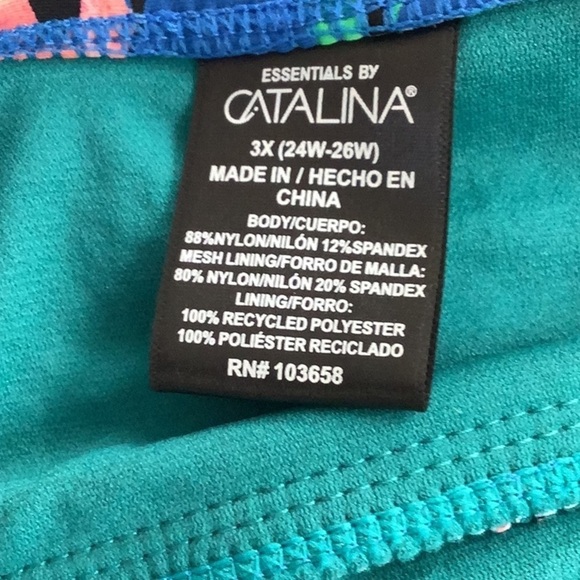 ESSENTIALS BY
CATALINA®
3X (24W-26W)
MADE IN / HECHO EN
CHINA
BODY/CUERPO:
88%NYLON/NILÓN 12%SPANDEX
MESH LINING/FORRO DE MALLA:
80% NYLON/NILÓN 20% SPANDEX
LINING/FORRO:
100% RECYCLED POLYESTER
100% POLIÉSTER RECICLADO
RN# 103658